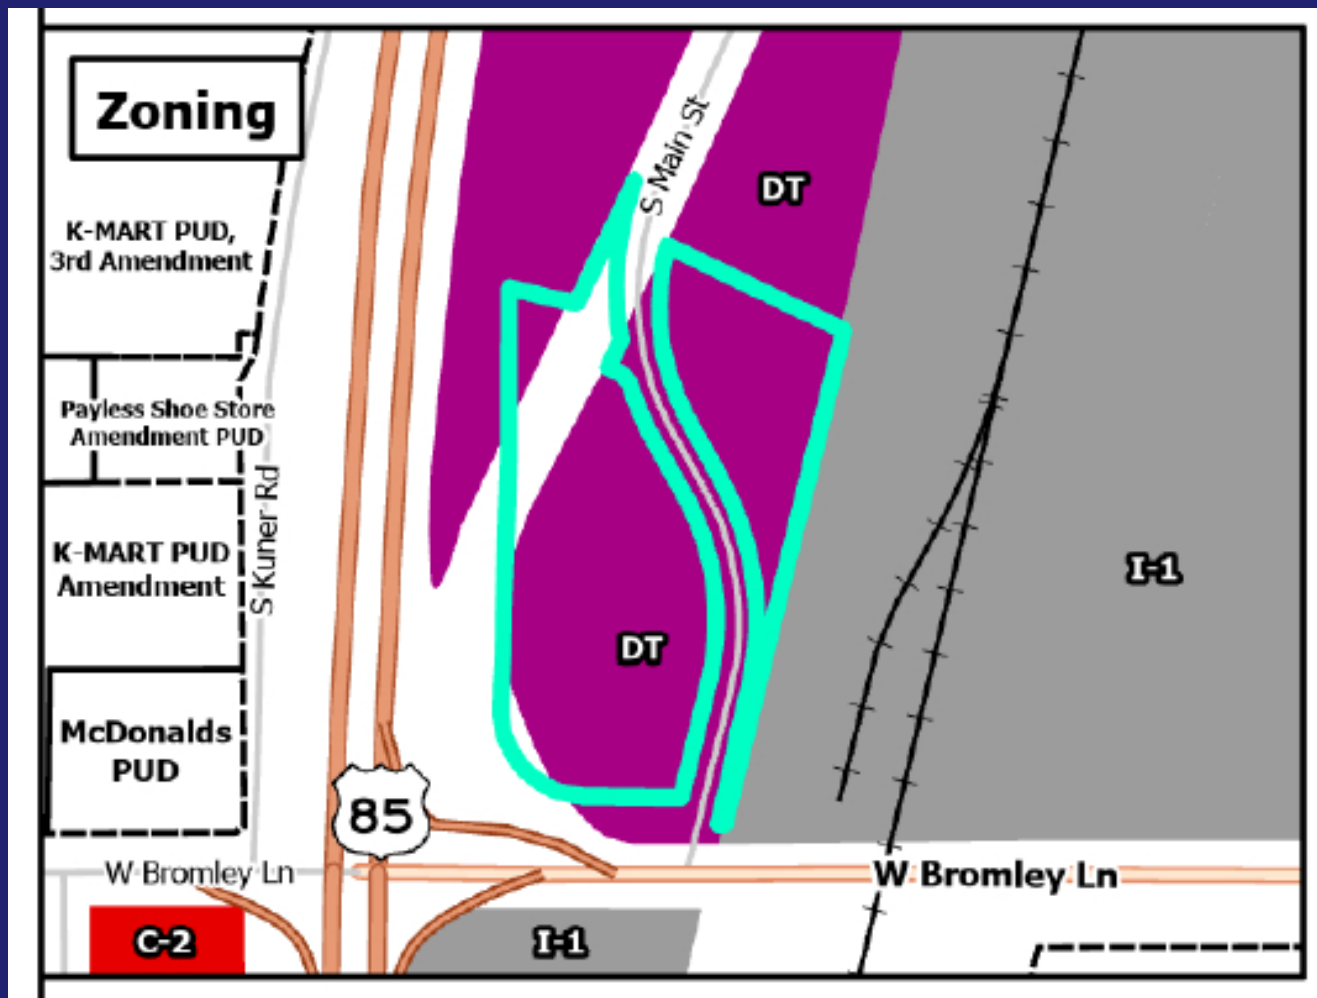 Zoning
S Main St
DT
K-MART PUD,
3rd Amendment
Payless Shoe Store
Amendment PUD
S Kuner Rd
K-MART PUD
Amendment
I-1
DT
McDonalds
PUD
85
W Bromley Ln
W Bromley Ln
C-2
I-1